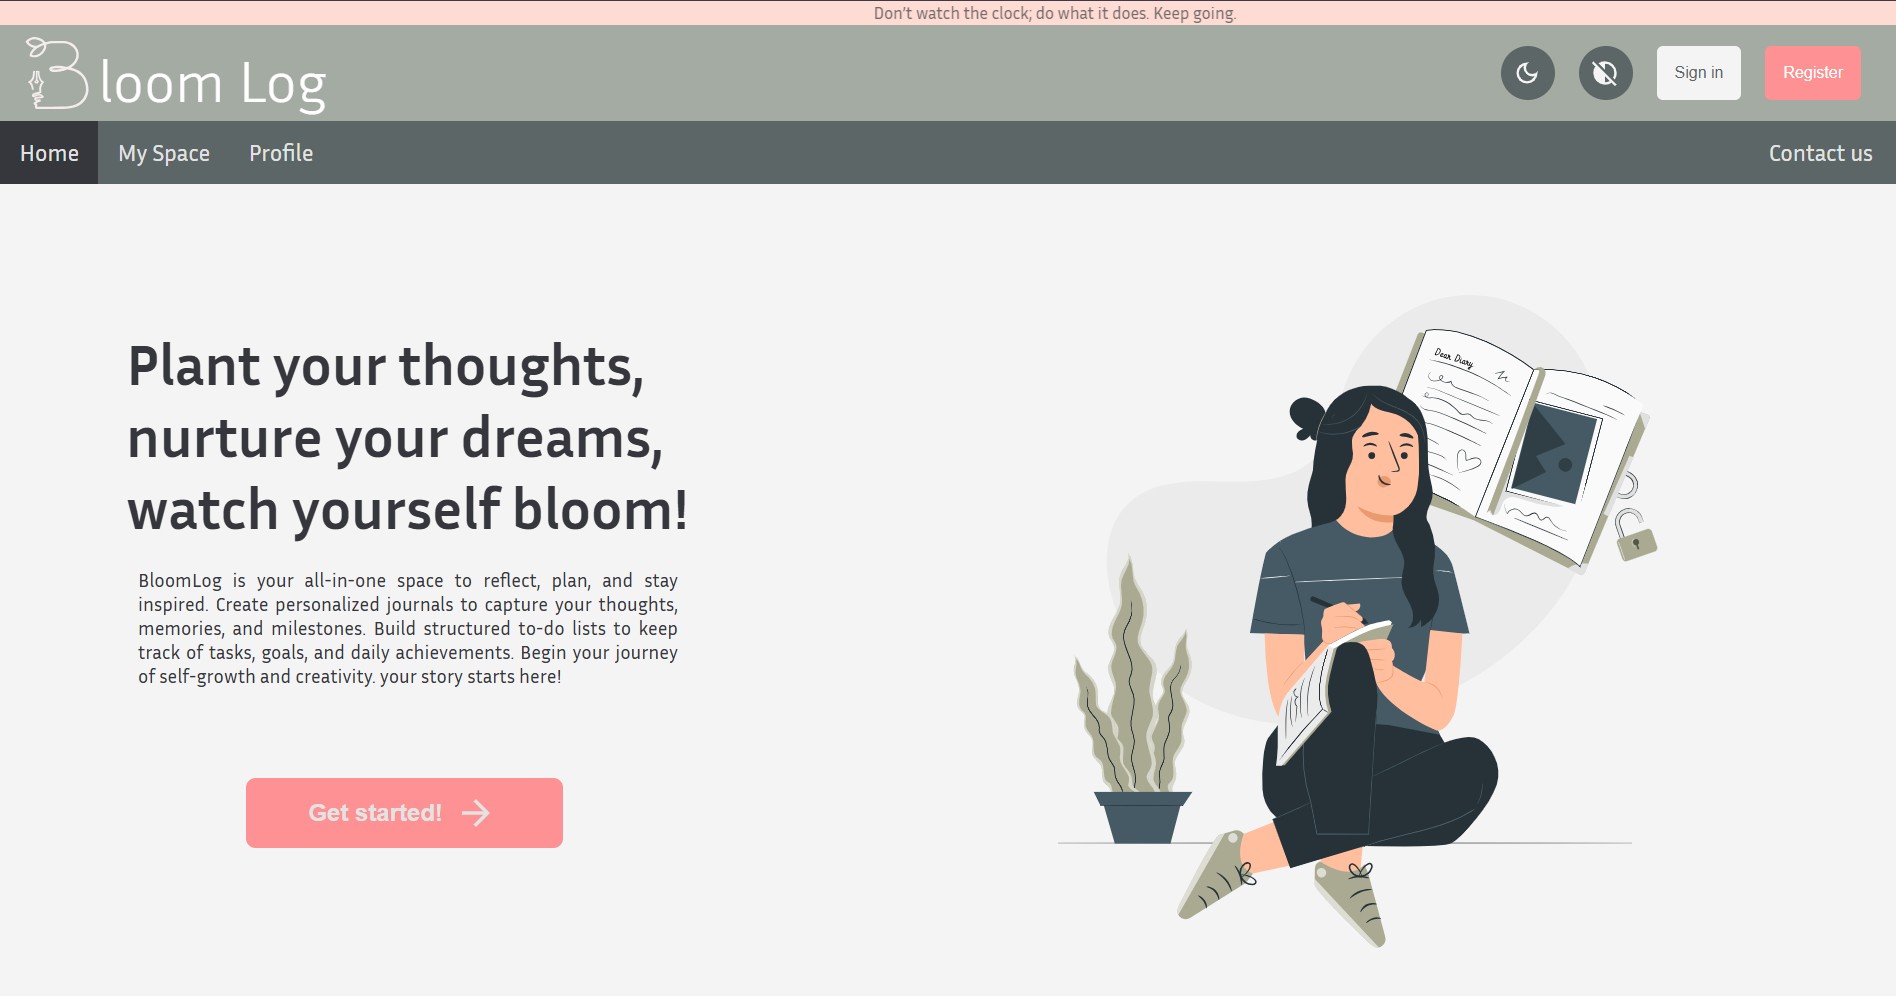 Don't watch the clock; do what it does. Keep going.
Bloom Log
Sign in
Register
Home
My Space
Profile
Contact us
Plant your thoughts,
nurture your dreams,
watch yourself bloom!
BloomLog is your all-in-one space to reflect, plan, and stay
inspired. Create personalized journals to capture your thoughts,
memories, and milestones. Build structured to-do lists to keep
track of tasks, goals, and daily achievements. Begin your journey
of self-growth and creativity. your story starts here!
Get started!
Dear Diary